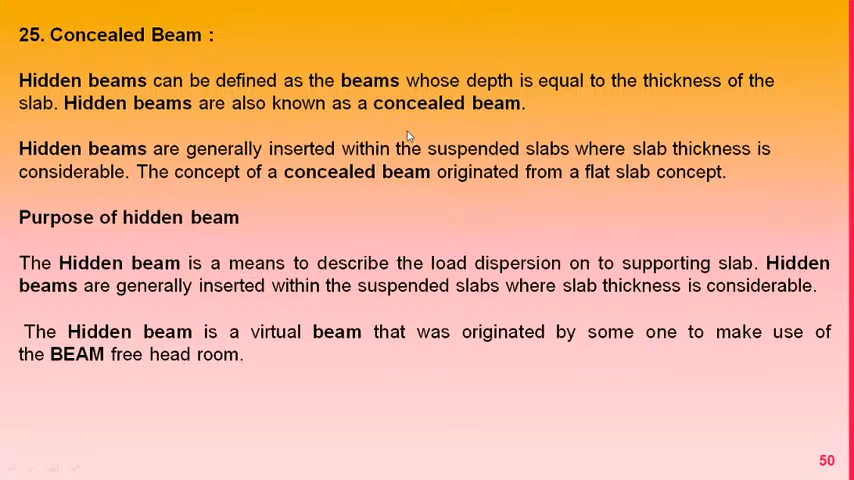 25. Concealed Beam :
Hidden beams can be defined as the beams whose depth is equal to the thickness of the
slab. Hidden beams are also known as a concealed beam.
Hidden beams are generally inserted within the suspended slabs where slab thickness is
considerable. The concept of a concealed beam originated from a flat slab concept.
Purpose of hidden beam
The Hidden beam is a means to describe the load dispersion on to supporting slab. Hidden
beams are generally inserted within the suspended slabs where slab thickness is considerable.
The Hidden beam is a virtual beam that was originated by some one to make use of
the BEAM free head room.
50